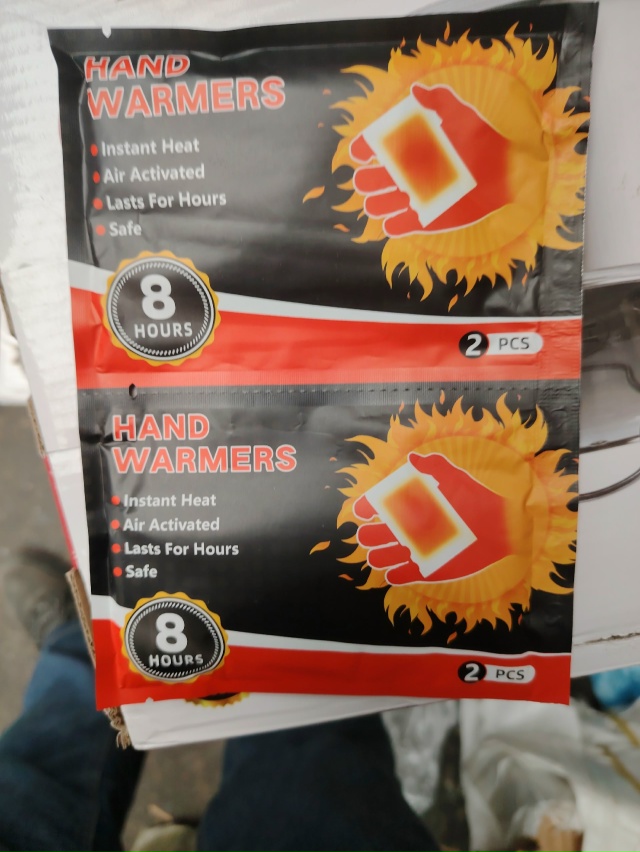 HAND
WARMERS
Instant Heat
Air Activated
Lasts For Hours
Safe
8
HOURS
2 PCS
HAND
WARMERS
Instant Heat
Air Activated
Lasts For Hours
Safe
8
HOURS
2 PCS